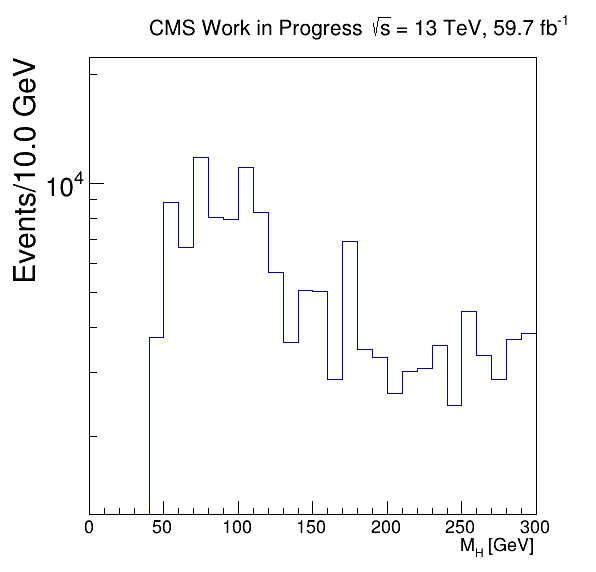 CMS Work in Progress √s = 13 TeV, 59.7 fb⁻¹
Events/10.0 GeV
10⁴
0 50 100 150 200 250 300
M_H [GeV]